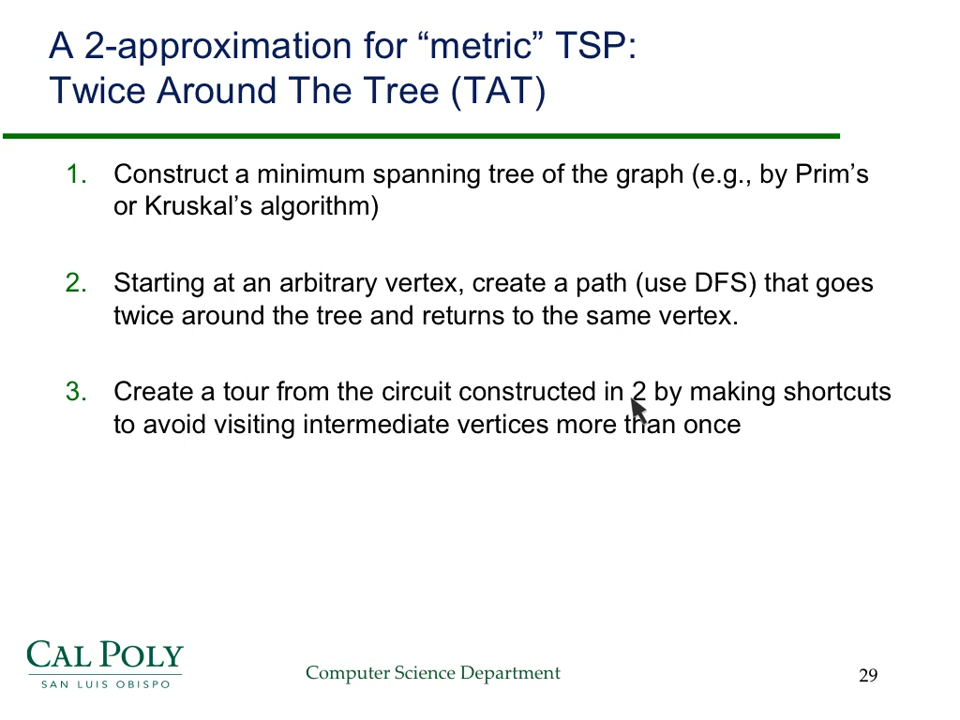 A 2-approximation for “metric” TSP:
Twice Around The Tree (TAT)
1. Construct a minimum spanning tree of the graph (e.g., by Prim’s
or Kruskal’s algorithm)
2. Starting at an arbitrary vertex, create a path (use DFS) that goes
twice around the tree and returns to the same vertex.
3. Create a tour from the circuit constructed in 2 by making shortcuts
to avoid visiting intermediate vertices more than once
CAL POLY
SAN LUIS OBISPO
Computer Science Department
29